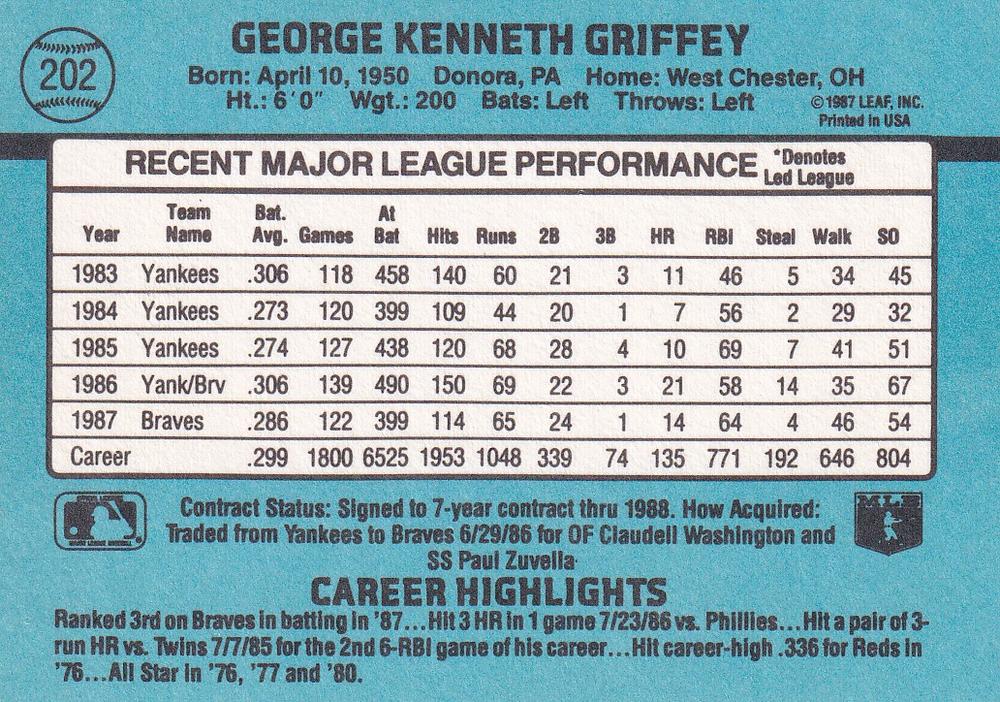 GEORGE KENNETH GRIFFEY
202
Born: April 10, 1950 Donora, PA Home: West Chester, OH
Ht.: 6'0" Wgt.: 200 Bats: Left Throws: Left
©1987 LEAF, INC.
Printed in USA
RECENT MAJOR LEAGUE PERFORMANCE *Denotes Led League
Year Team Name Bat. Avg. Games At Bat Hits Runs 2B 3B HR RBI Steal Walk SO
1983 Yankees .306 118 458 140 60 21 3 11 46 5 34 45
1984 Yankees .273 120 399 109 44 20 1 7 56 2 29 32
1985 Yankees .274 127 438 120 68 28 4 10 69 7 41 51
1986 Yank/Brv .306 139 490 150 69 22 3 21 58 14 35 67
1987 Braves .286 122 399 114 65 24 1 14 64 4 46 54
Career .299 1800 6525 1953 1048 339 74 135 771 192 646 804
Contract Status: Signed to 7-year contract thru 1988. How Acquired:
Traded from Yankees to Braves 6/29/86 for OF Claudell Washington and
SS Paul Zuvella
MLB
CAREER HIGHLIGHTS
Ranked 3rd on Braves in batting in '87...Hit 3 HR in 1 game 7/23/86 vs. Phillies...Hit a pair of 3-
run HR vs. Twins 7/7/85 for the 2nd 6-RBI game of his career...Hit career-high .336 for Reds in
'76...All Star in '76, '77 and '80.